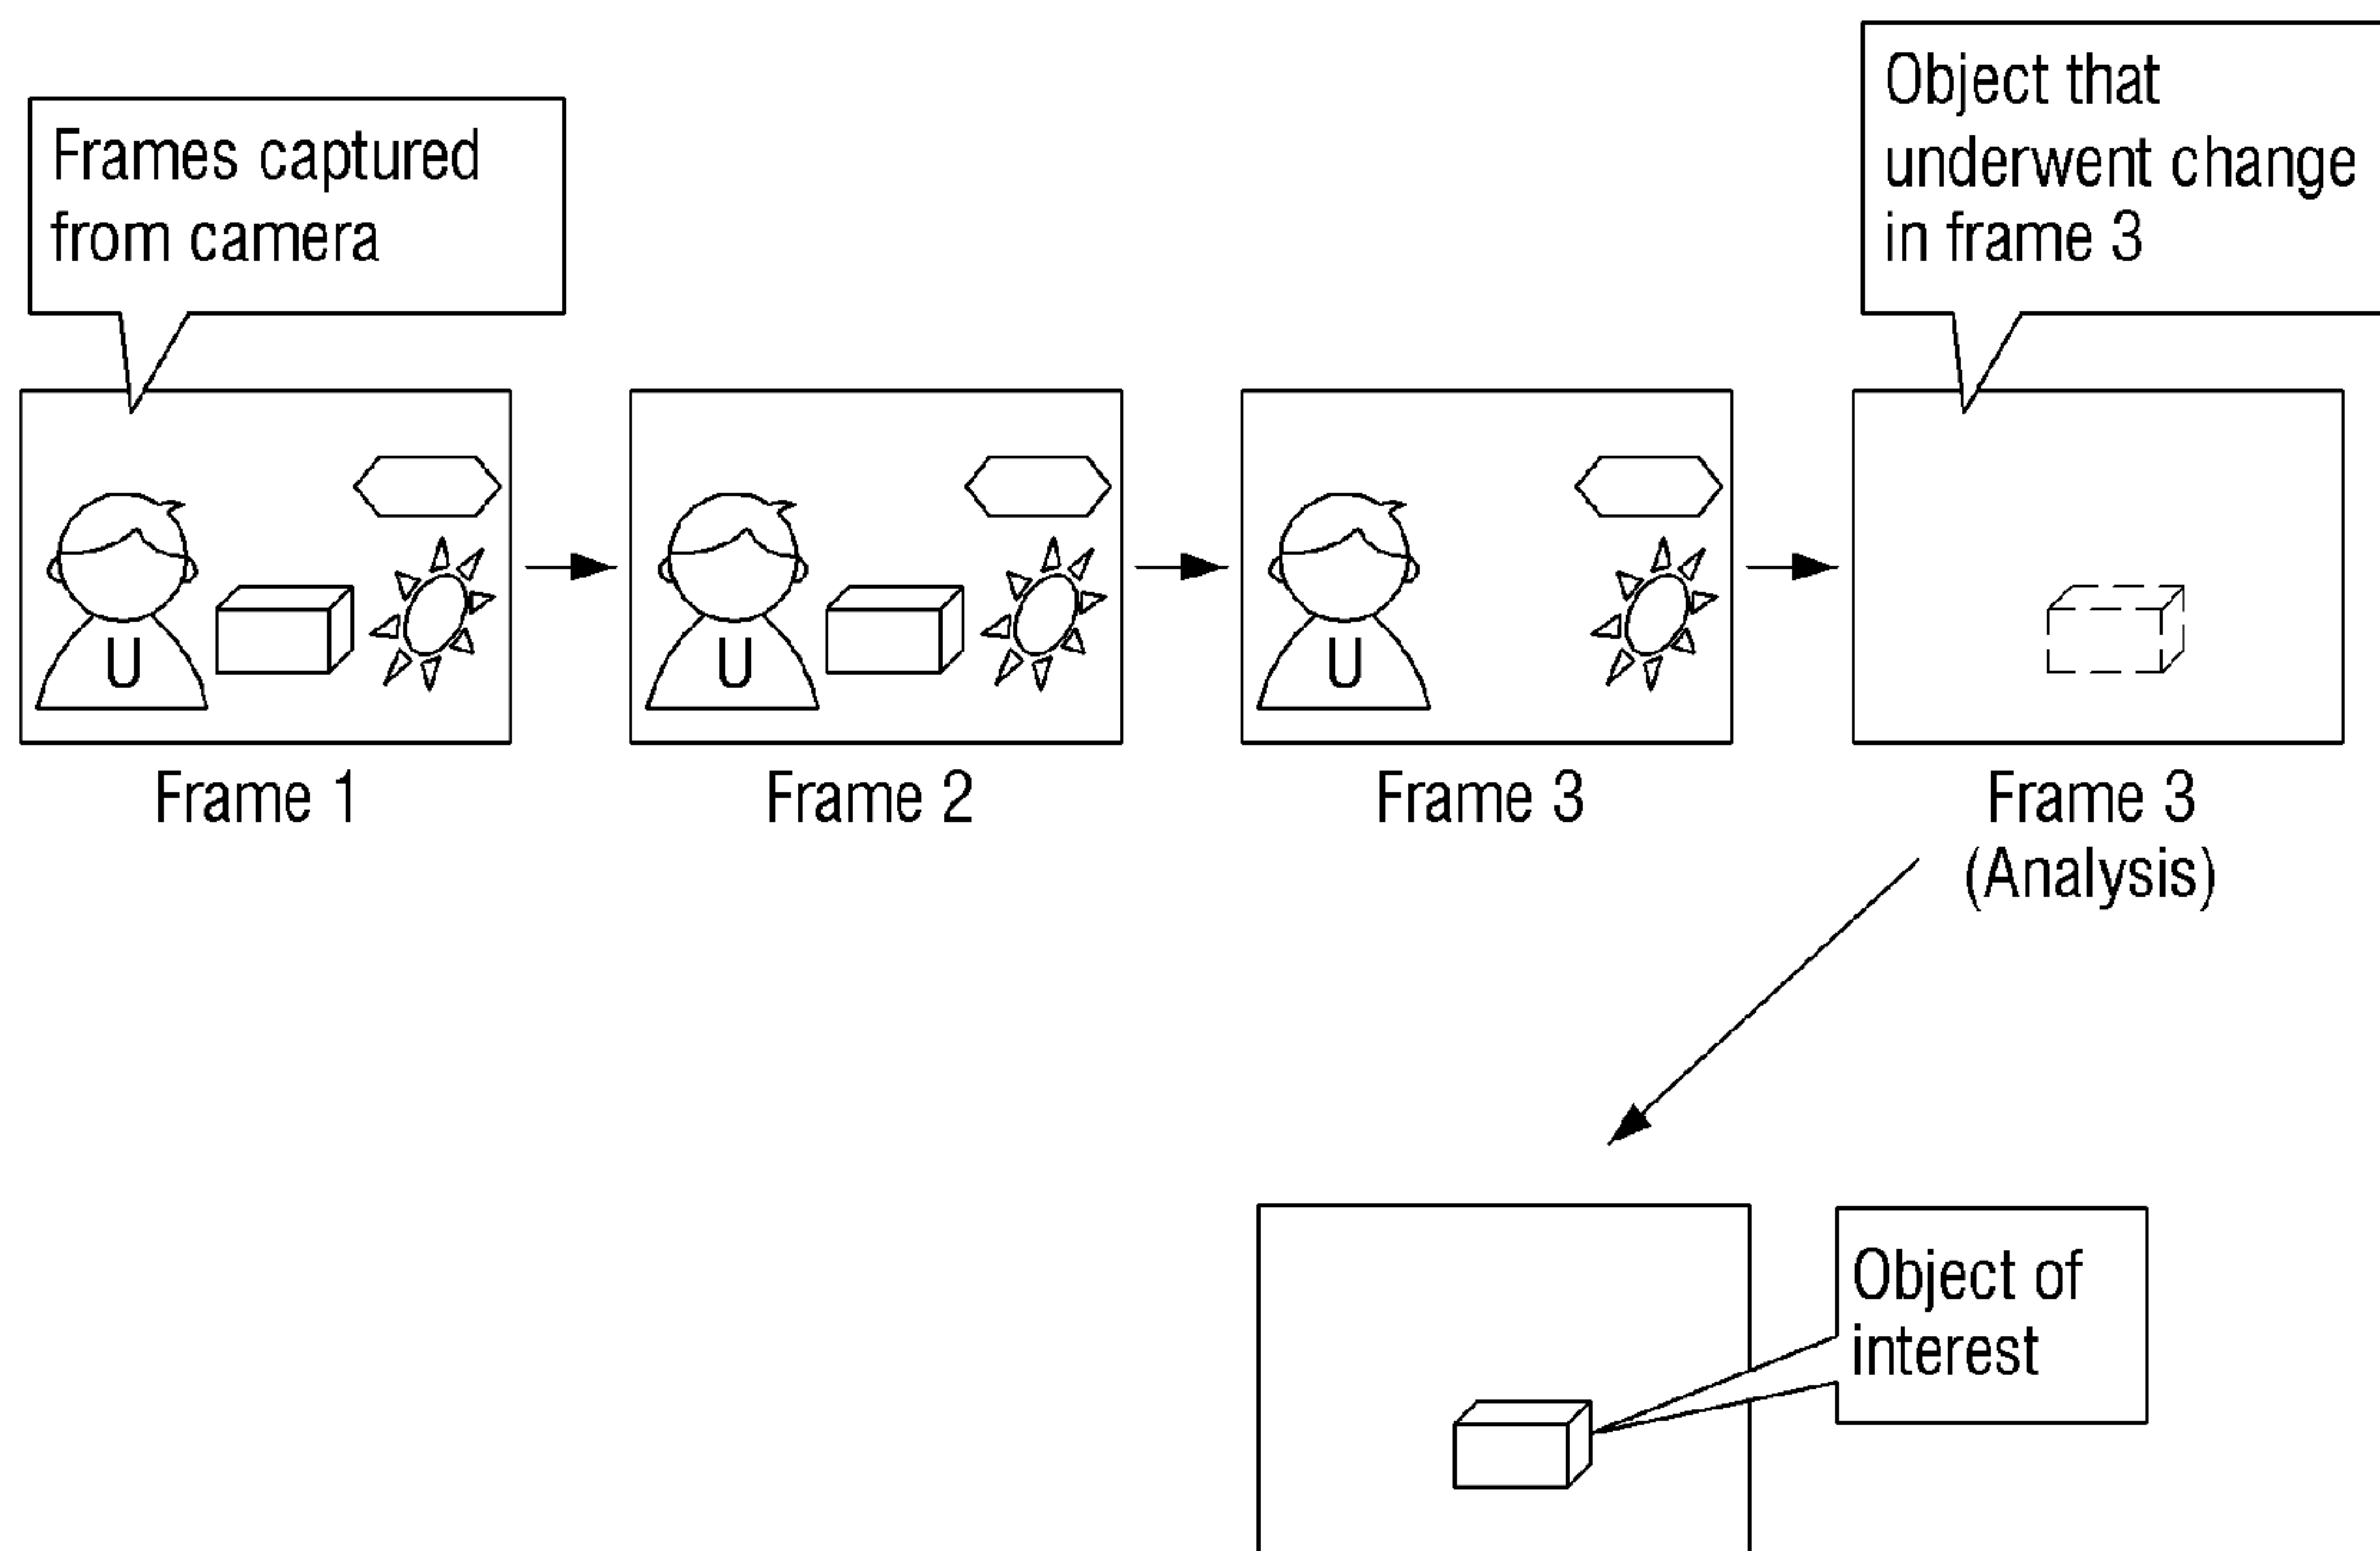 Frames captured
from camera
Object that
underwent change
in frame 3
U
U
U
Frame 1
Frame 2
Frame 3
Frame 3
(Analysis)
Object of
interest